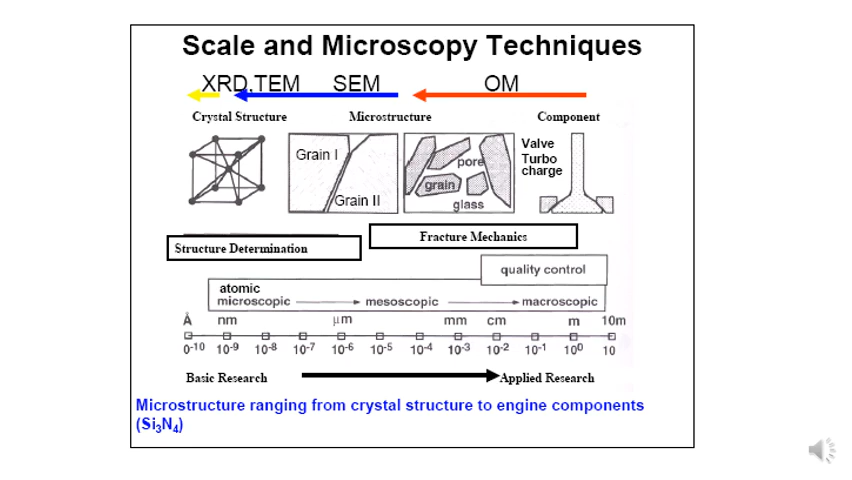 Scale and Microscopy Techniques
XRD,TEM SEM OM
Crystal Structure Microstructure Component
Grain I
Grain II
pore
grain
glass
Valve
Turbo
charge
Structure Determination
Fracture Mechanics
quality control
atomic
microscopic mesoscopic macroscopic
Å nm μm mm cm m 10m
0-10 10-9 10-8 10-7 10-6 10-5 10-4 10-3 10-2 10-1 100 10
Basic Research Applied Research
Microstructure ranging from crystal structure to engine components
(Si3N4)